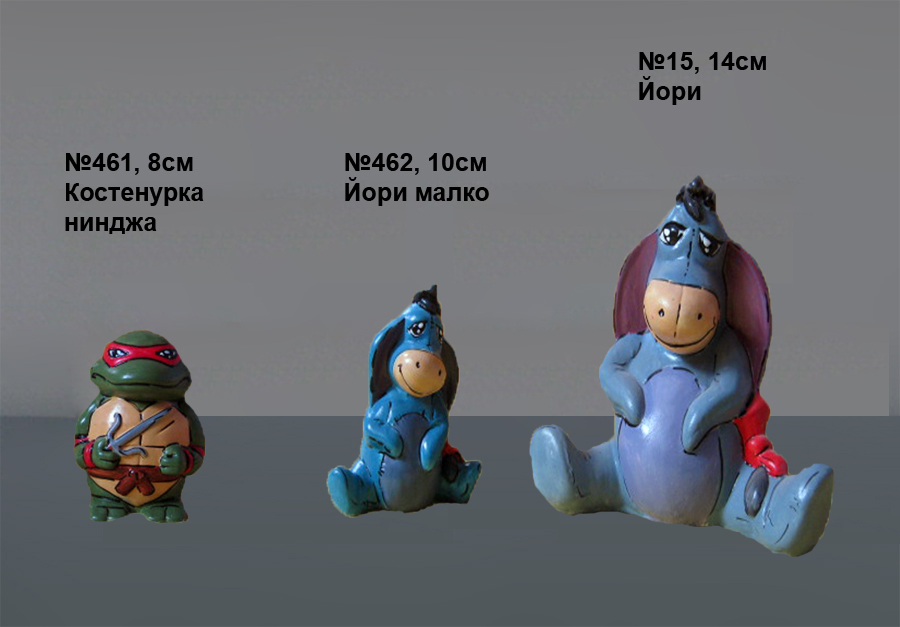 №461, 8см
Костенурка
нинджа
№462, 10см
Йори малко
№15, 14см
Йори